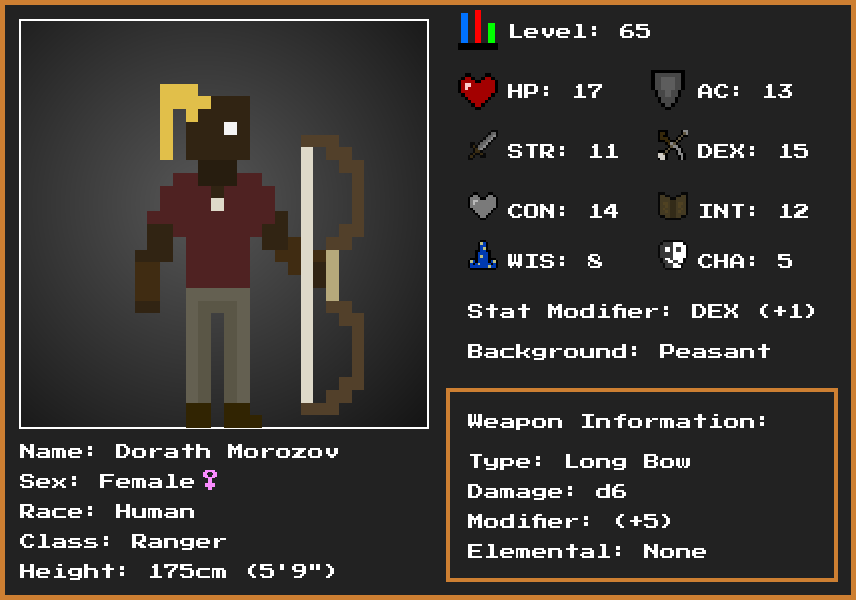 Level: 65
HP: 17 AC: 13
STR: 11 DEX: 15
CON: 14 INT: 12
WIS: 8 CHA: 5
Stat Modifier: DEX (+1)
Background: Peasant
Weapon Information:
Type: Long Bow
Damage: d6
Modifier: (+5)
Elemental: None
Name: Dorath Morozov
Sex: Female♀
Race: Human
Class: Ranger
Height: 175cm (5'9")